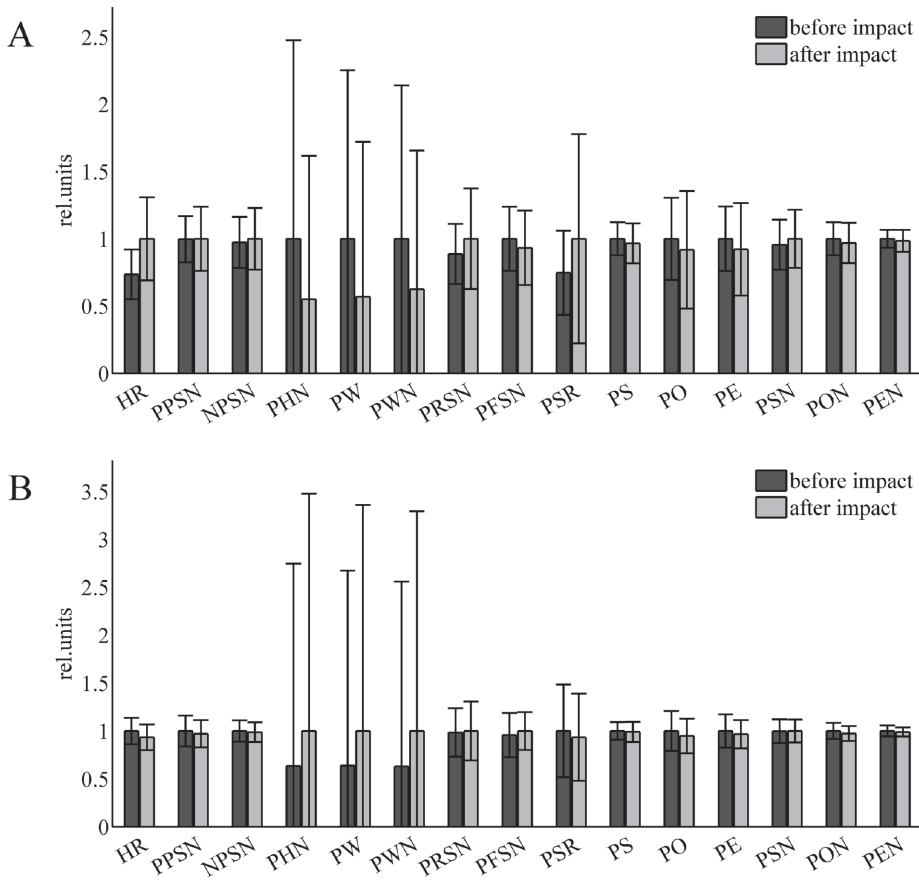 A
before impact
after impact
rel.units
2.5
2
1.5
1
0.5
0
HR PPSN NPSN PHN PW PWN PRSN PFSN PSR PS PO PE PSN PON PEN
B
before impact
after impact
rel.units
3.5
3
2.5
2
1.5
1
0.5
0
HR PPSN NPSN PHN PW PWN PRSN PFSN PSR PS PO PE PSN PON PEN